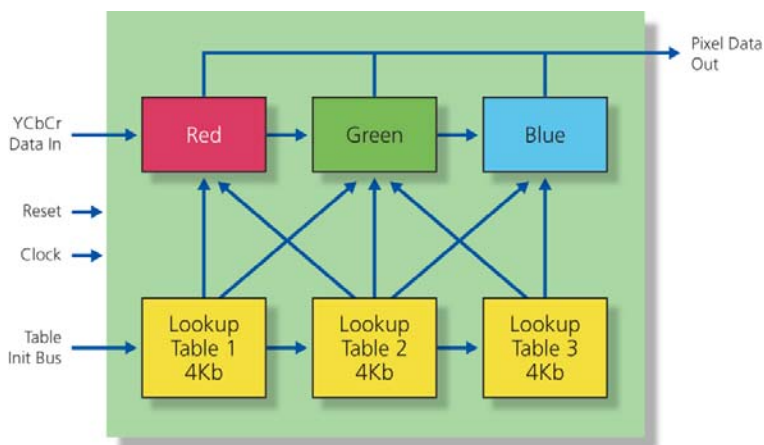 Pixel Data
Out
YCbCr
Data In
Red
Green
Blue
Reset
Clock
Table
Init Bus
Lookup
Table 1
4Kb
Lookup
Table 2
4Kb
Lookup
Table 3
4Kb